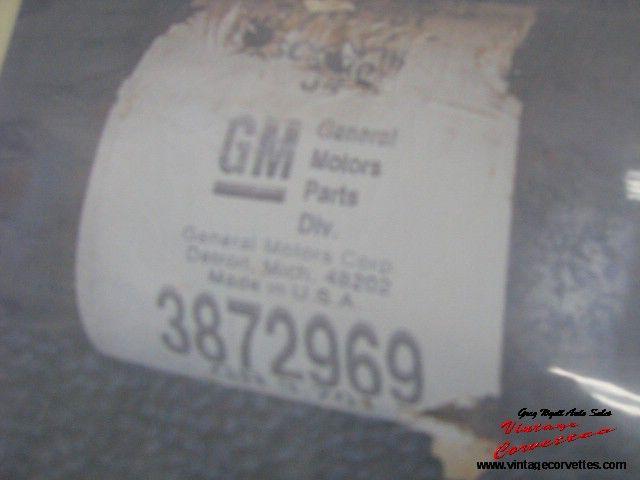 GM
General
Motors
Parts
Div.
General Motors Corp.
Detroit, Mich. 48202
Made in U.S.A.
3872969
Vintage
Corvettes
www.vintagecorvettes.com